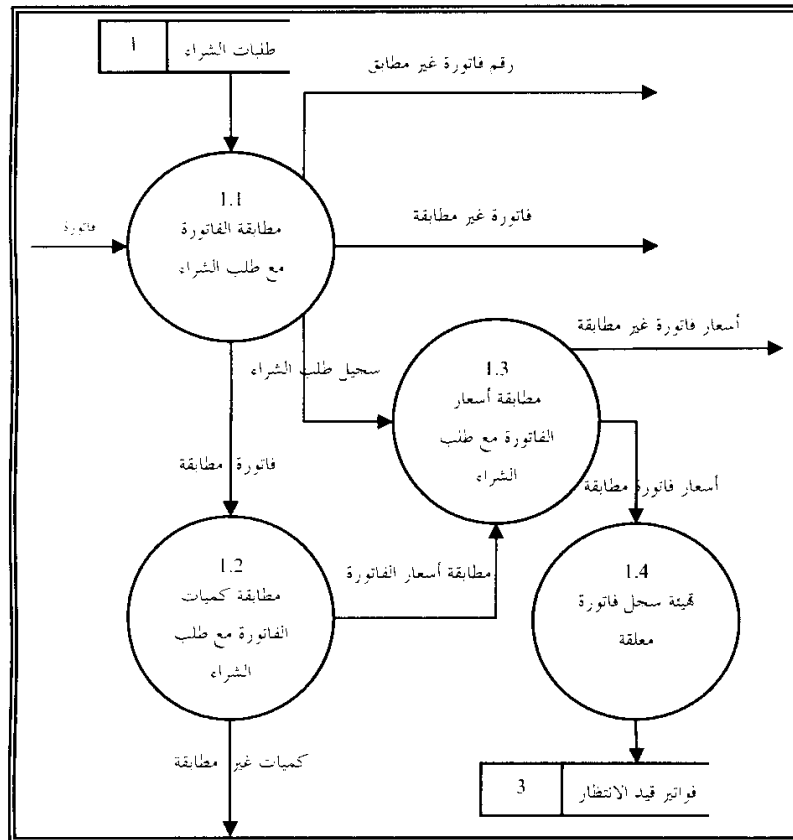 ١ طلبات الشراء
رقم فاتورة غير مطابق
1.1
مطابقة الفاتورة
مع طلب الشراء
فاتورة
فاتورة غير مطابقة
أسعار فاتورة غير مطابقة
سحيل طلب الشراء
1.3
مطابقة أسعار
الفاتورة مع طلب
الشراء
فاتورة مطابقة
أسعار فاتورة مطابقة
1.2
مطابقة كميات
الفاتورة مع طلب
الشراء
مطابقة أسعار الفاتورة
1.4
تهيئة سحل فاتورة
معلقة
كميات غير مطابقة
3 فواتير قيد الانتظار